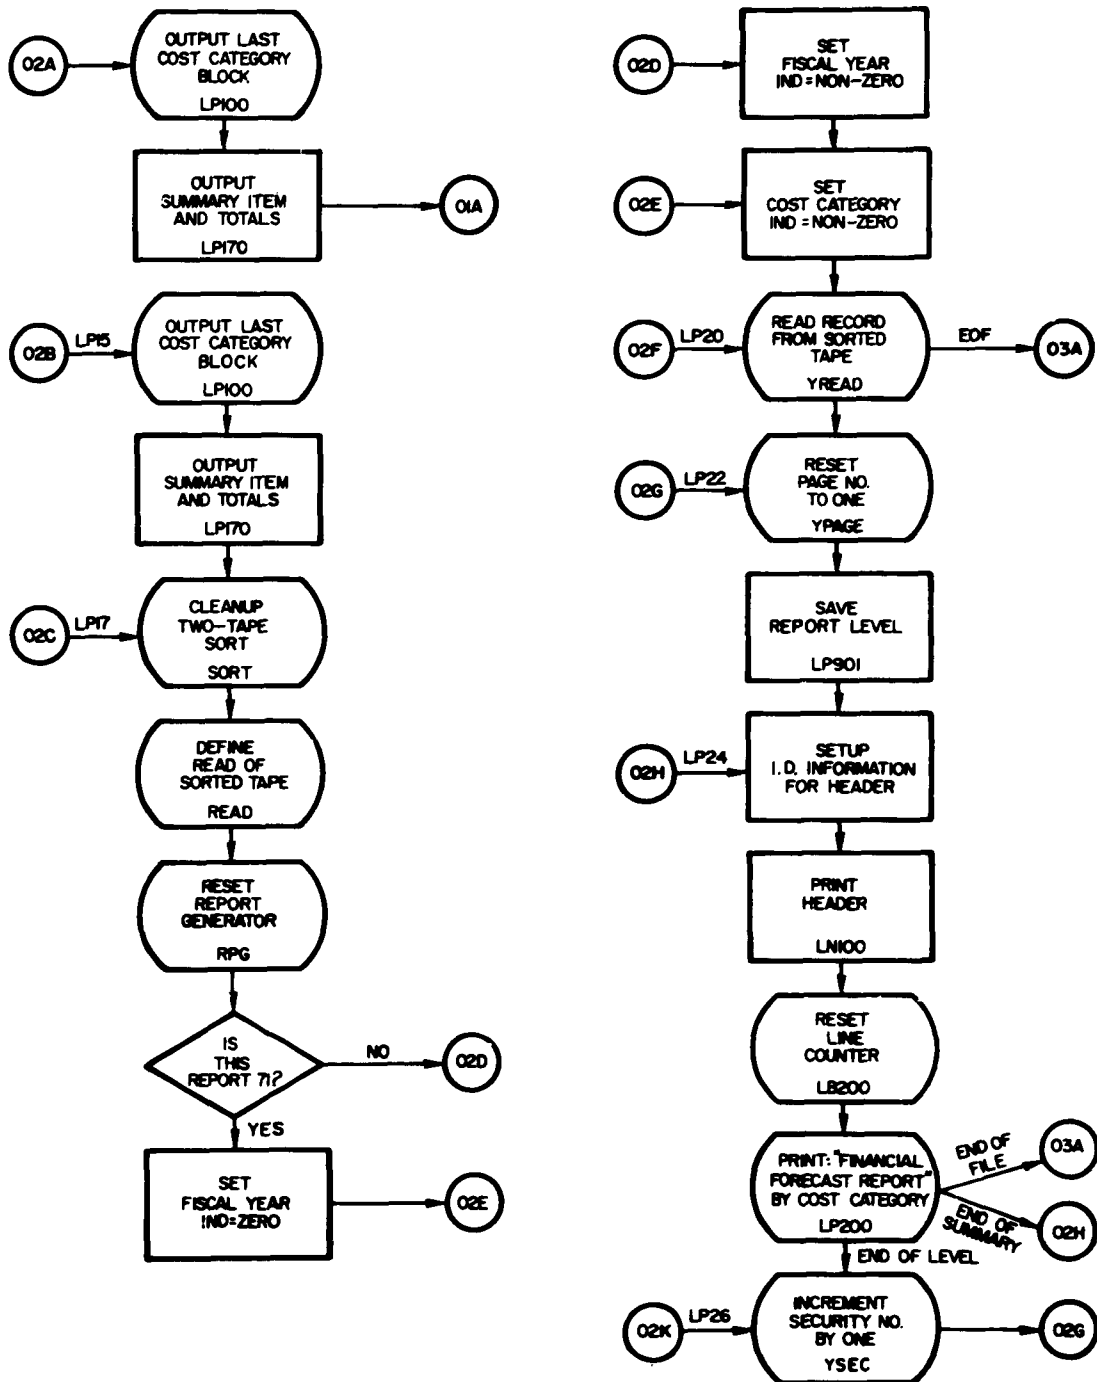 02A
OUTPUT LAST
COST CATEGORY
BLOCK
LP100
OUTPUT
SUMMARY ITEM
AND TOTALS
LP170
01A
02B
LP15
OUTPUT LAST
COST CATEGORY
BLOCK
LP100
OUTPUT
SUMMARY ITEM
AND TOTALS
LP170
02C
LP17
CLEANUP
TWO-TAPE
SORT
SORT
DEFINE
READ OF
SORTED TAPE
READ
RESET
REPORT
GENERATOR
RPG
IS
THIS
REPORT 71?
NO
02D
YES
SET
FISCAL YEAR
IND=ZERO
02E
02D
SET
FISCAL YEAR
IND=NON-ZERO
02E
SET
COST CATEGORY
IND=NON-ZERO
02F
LP20
READ RECORD
FROM SORTED
TAPE
YREAD
EOF
03A
02G
LP22
RESET
PAGE NO.
TO ONE
YPAGE
SAVE
REPORT LEVEL
LP901
02H
LP24
SETUP
I.D. INFORMATION
FOR HEADER
PRINT
HEADER
LN100
RESET
LINE
COUNTER
LB200
PRINT: "FINANCIAL
FORECAST REPORT"
BY COST CATEGORY
LP200
END OF
FILE
03A
END OF
SUMMARY
02H
END OF LEVEL
02K
LP26
INCREMENT
SECURITY NO.
BY ONE
YSEC
02G